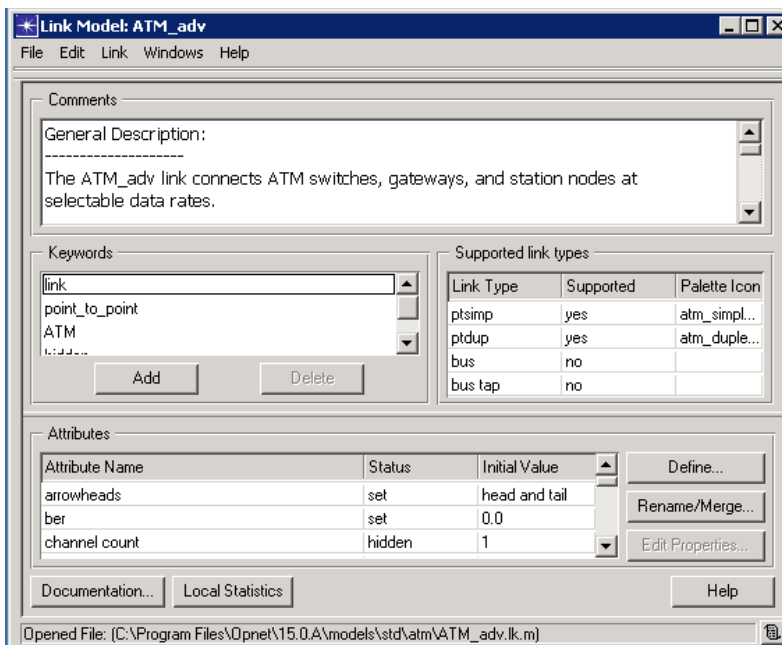 Link Model: ATM_adv
File Edit Link Windows Help
Comments
General Description:
--------------------
The ATM_adv link connects ATM switches, gateways, and station nodes at
selectable data rates.
Keywords
link
point_to_point
ATM
Add Delete
Supported link types
Link Type Supported Palette Icon
ptsimp yes atm_simpl...
ptdup yes atm_duple...
bus no
bus tap no
Attributes
Attribute Name Status Initial Value
arrowheads set head and tail
ber set 0.0
channel count hidden 1
Define...
Rename/Merge...
Edit Properties...
Documentation... Local Statistics Help
Opened File: (C:\Program Files\Opnet\15.0.A\models\std\atm\ATM_adv.lk.m)